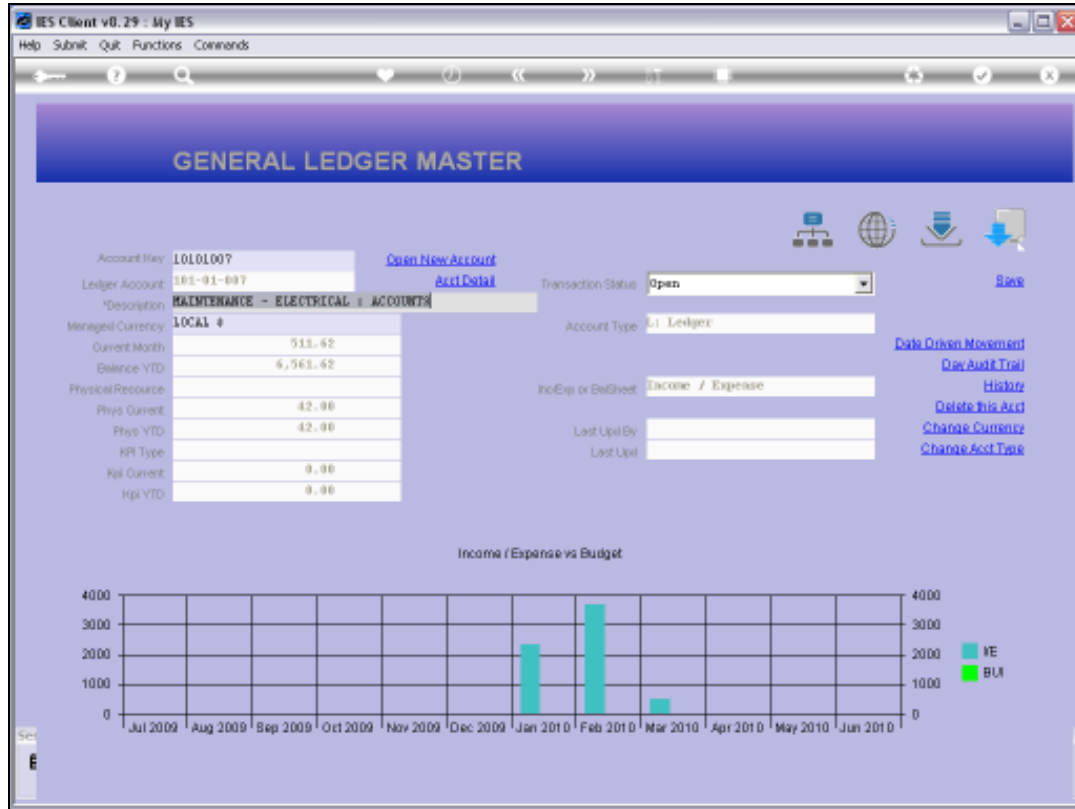 IES Client v8.29 : My IES
Help Submit Quit Functions Commands
GENERAL LEDGER MASTER
Account Key 10101007 Open New Account
Ledger Account 101-01-007 Acct Detail Transaction Status Open Save
*Description MAINTENANCE - ELECTRICAL : ACCOUNTS
Managed Currency LOCAL # Account Type L: Ledger
Current Month 511.62 Date Driven Movement
Balance YTD 6,561.62 Day Audit Trail
Physical Resource Inc/Exp or BalSheet Income / Expense History
Phys Current 42.00 Delete this Acct
Phys YTD 42.00 Last Upd By Change Currency
KPI Type Last Upd Change Acct Type
Kpi Current 0.00
Kpi YTD 0.00
Income / Expense vs Budget
4000 4000
3000 3000
2000 2000 I/E
1000 1000 BU
0 0
Jul 2009 Aug 2009 Sep 2009 Oct 2009 Nov 2009 Dec 2009 Jan 2010 Feb 2010 Mar 2010 Apr 2010 May 2010 Jun 2010